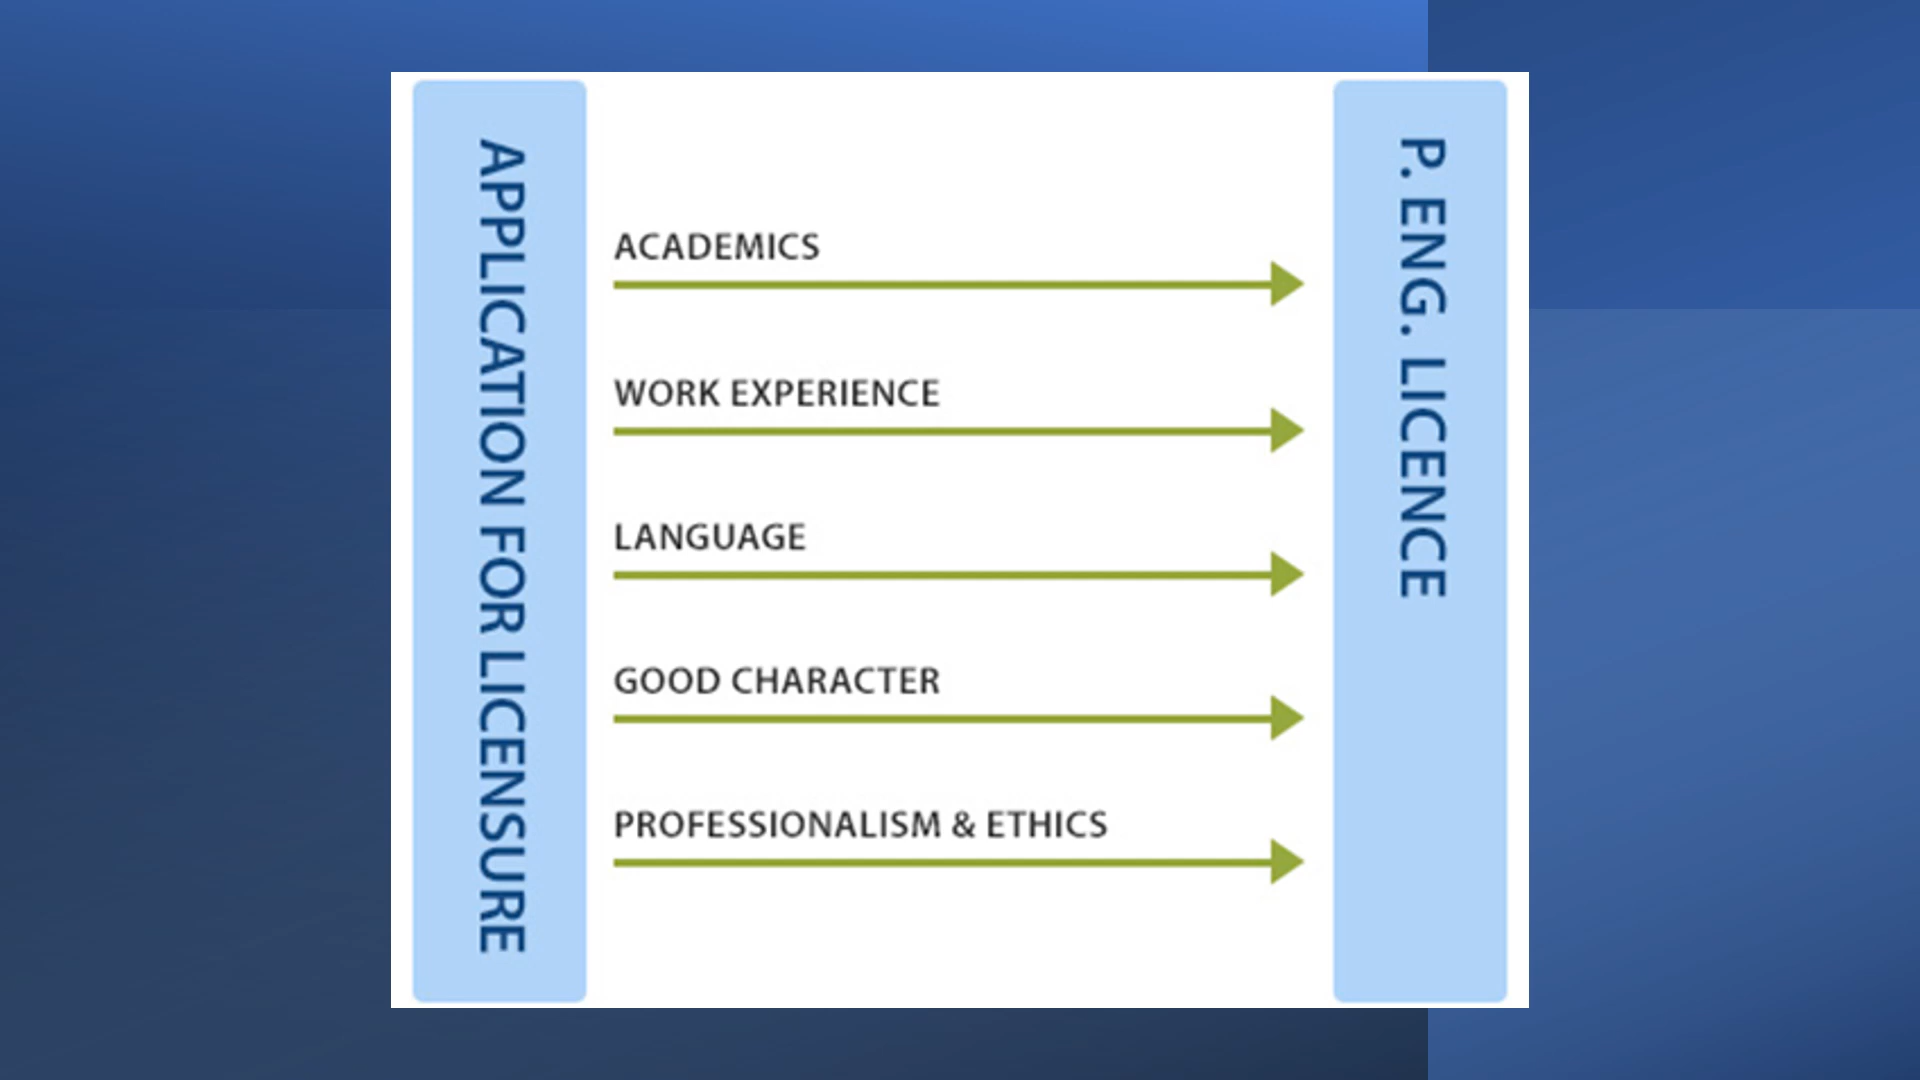 APPLICATION FOR LICENSURE
ACADEMICS
WORK EXPERIENCE
LANGUAGE
GOOD CHARACTER
PROFESSIONALISM & ETHICS
P. ENG. LICENCE